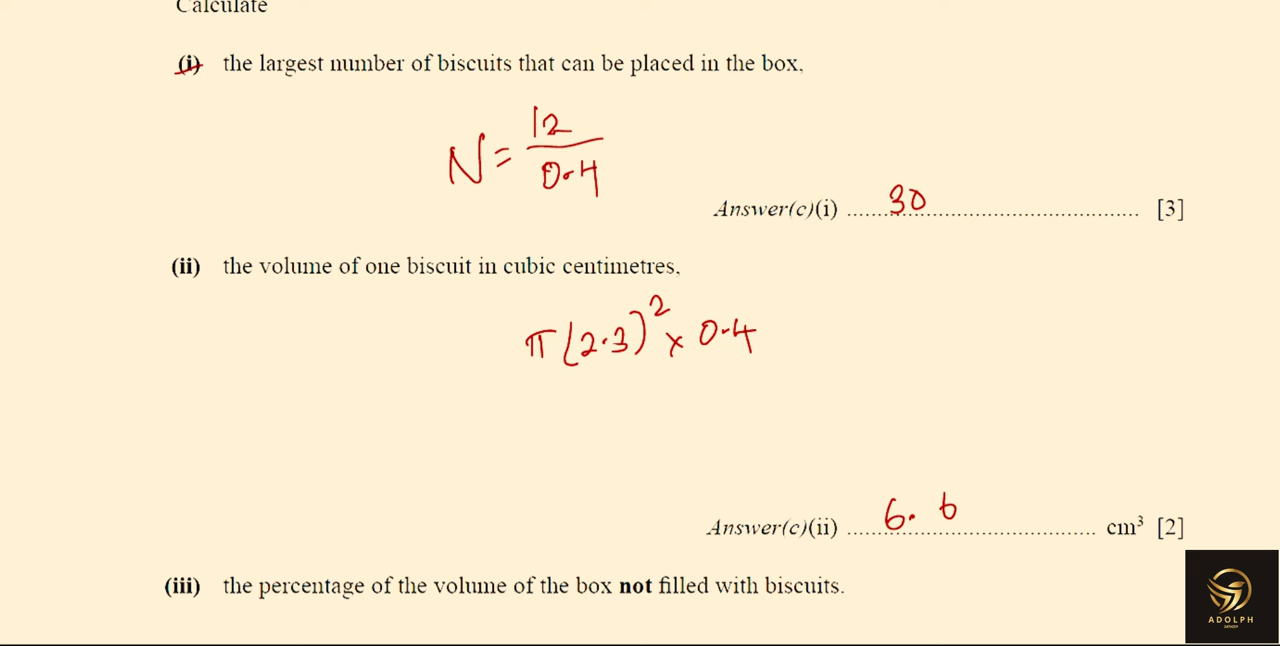 Calculate
(i) the largest number of biscuits that can be placed in the box,
N = 12
0.4
Answer(c)(i) 30 [3]
(ii) the volume of one biscuit in cubic centimetres,
π(2.3)² × 0.4
Answer(c)(ii) 6.6 cm³ [2]
(iii) the percentage of the volume of the box not filled with biscuits.
ADOLPH